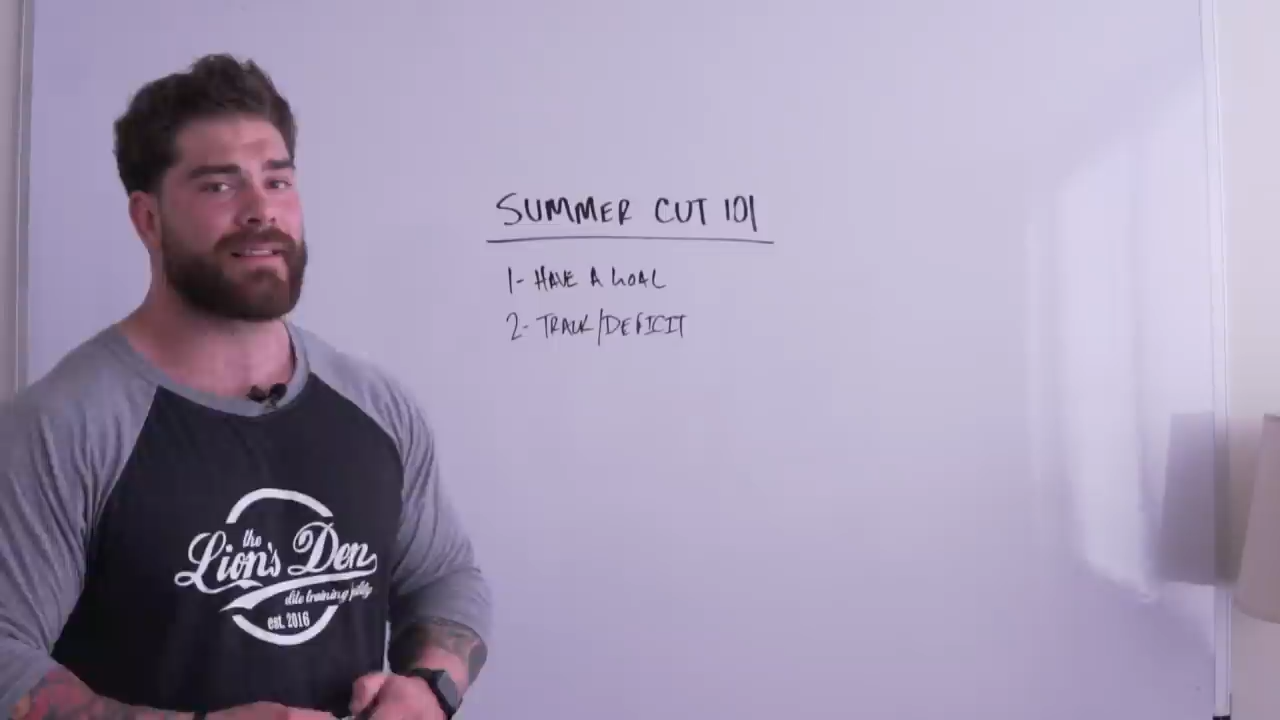 SUMMER CUT 101
1- HAVE A GOAL
2- TRACK/DEFICIT
the
Lion's Den
elite training facility
est. 2016